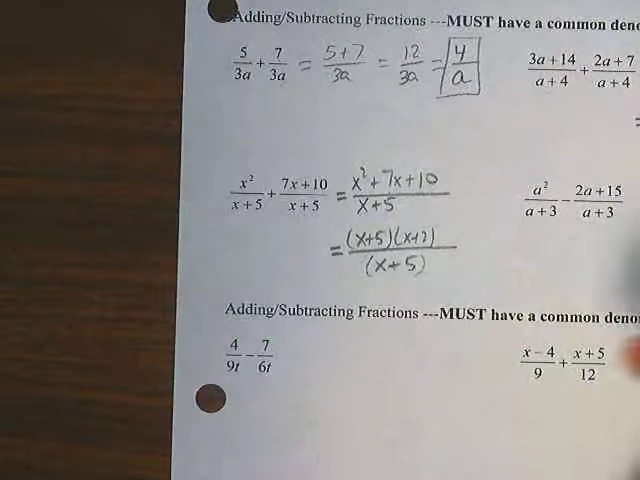 Adding/Subtracting Fractions ---MUST have a common deno
5/3a + 7/3a = 5+7/3a = 12/3a = 4/a
3a + 14/a + 4 + 2a + 7/a + 4
=
x²/x + 5 + 7x + 10/x + 5 = x²+7x+10/x+5
a²/a + 3 − 2a + 15/a + 3
= (x+5)(x+2)/(x+5)
Adding/Subtracting Fractions ---MUST have a common deno
4/9t − 7/6t
x − 4/9 + x + 5/12